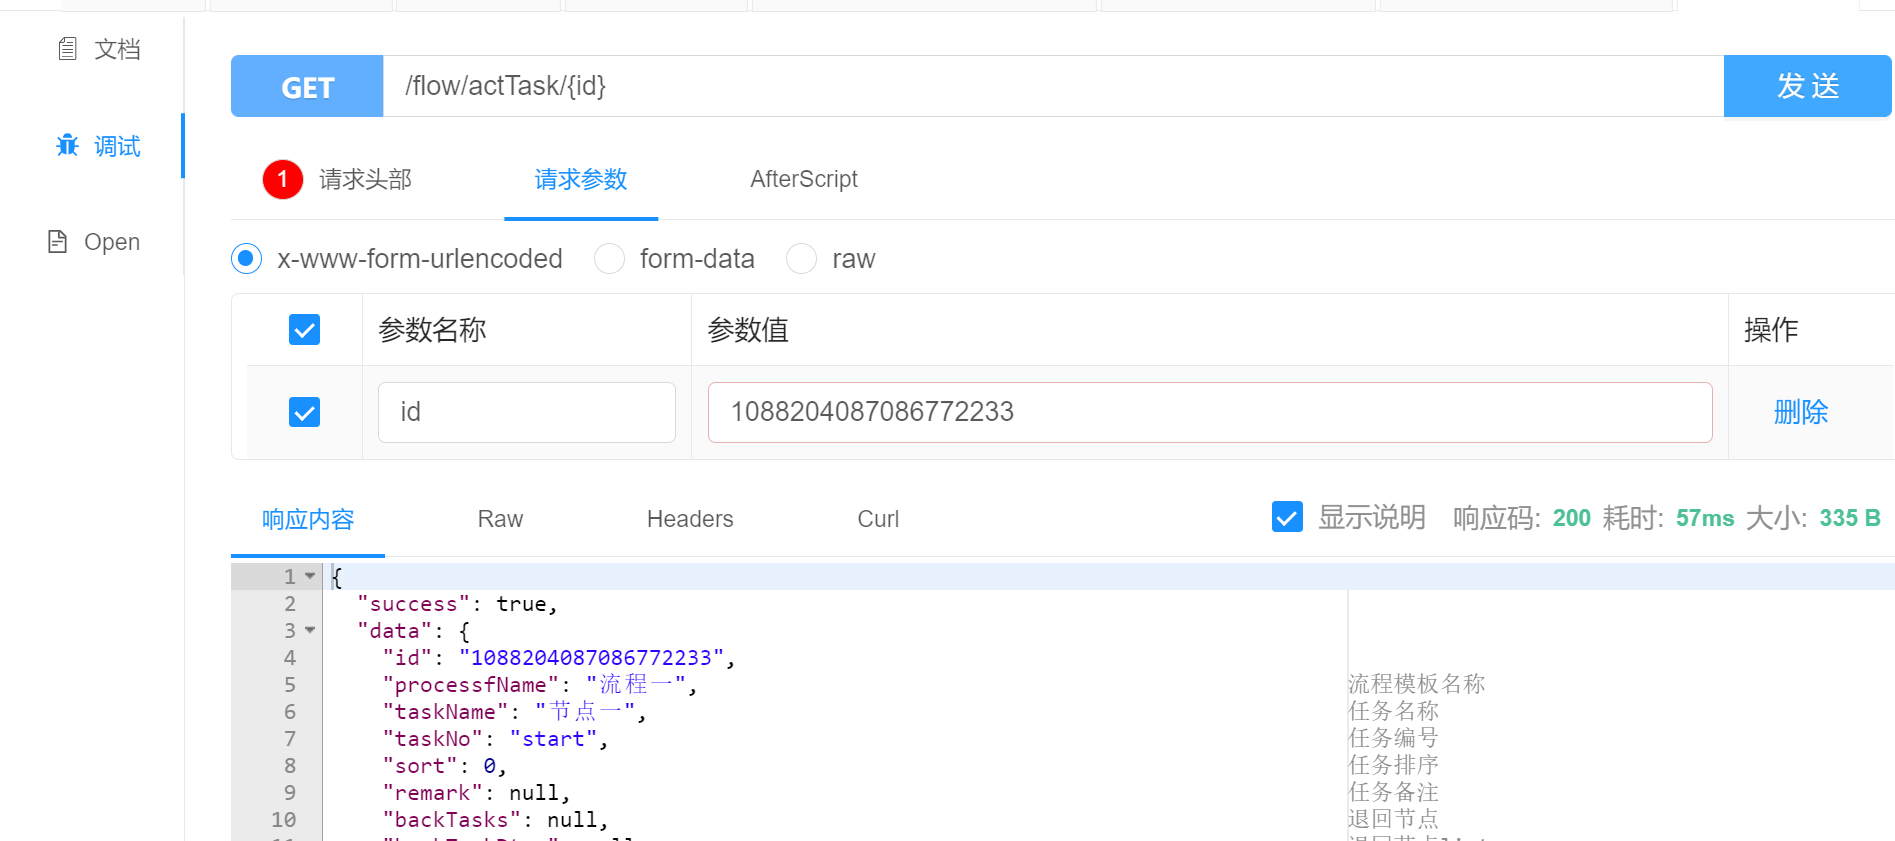 文档
调试
Open
GET /flow/actTask/{id} 发 送
1 请求头部 请求参数 AfterScript
x-www-form-urlencoded form-data raw
参数名称 参数值 操作
id 1088204087086772233 删除
响应内容 Raw Headers Curl 显示说明 响应码: 200 耗时: 57ms 大小: 335 B
1 {
2 "success": true,
3 "data": {
4 "id": "1088204087086772233",
5 "processfName": "流程一", 流程模板名称
6 "taskName": "节点一", 任务名称
7 "taskNo": "start", 任务编号
8 "sort": 0, 任务排序
9 "remark": null, 任务备注
10 "backTasks": null, 退回节点